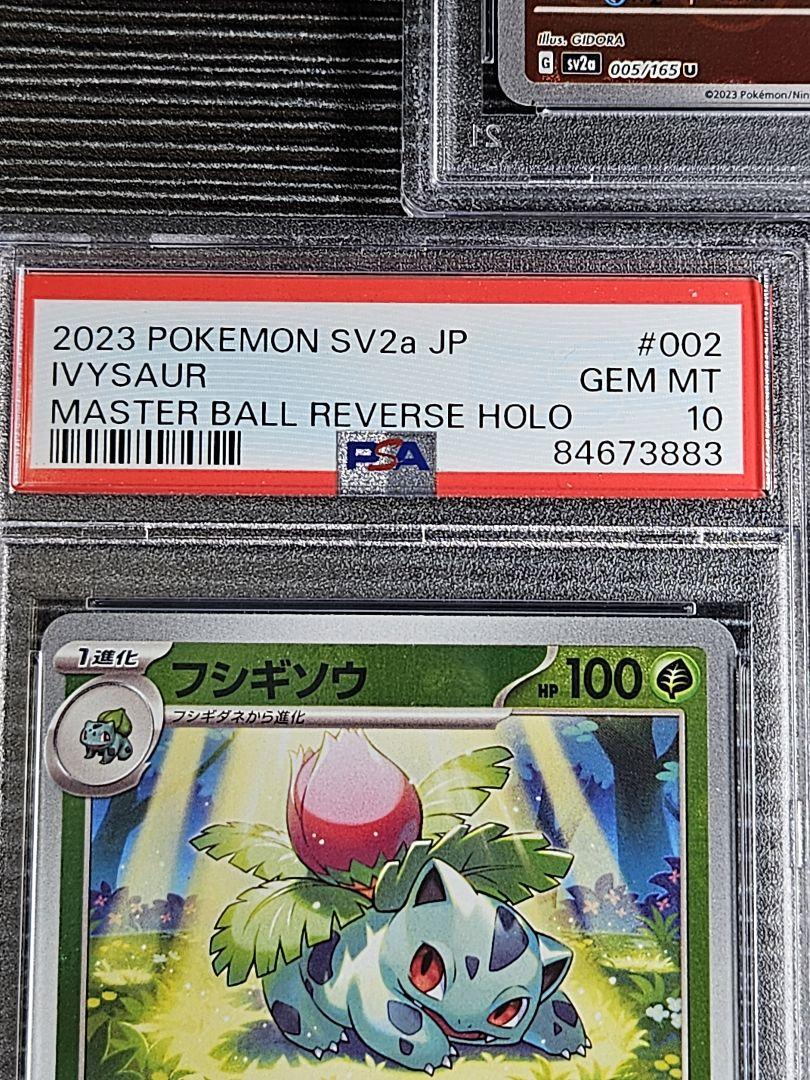 Illus. GIDORA
G sv2a 005/165 U
©2023 Pokémon/Nin
2023 POKEMON SV2a JP #002
IVYSAUR GEM MT
MASTER BALL REVERSE HOLO 10
PSA 84673883
1進化 フシギソウ HP 100
フシギダネから進化